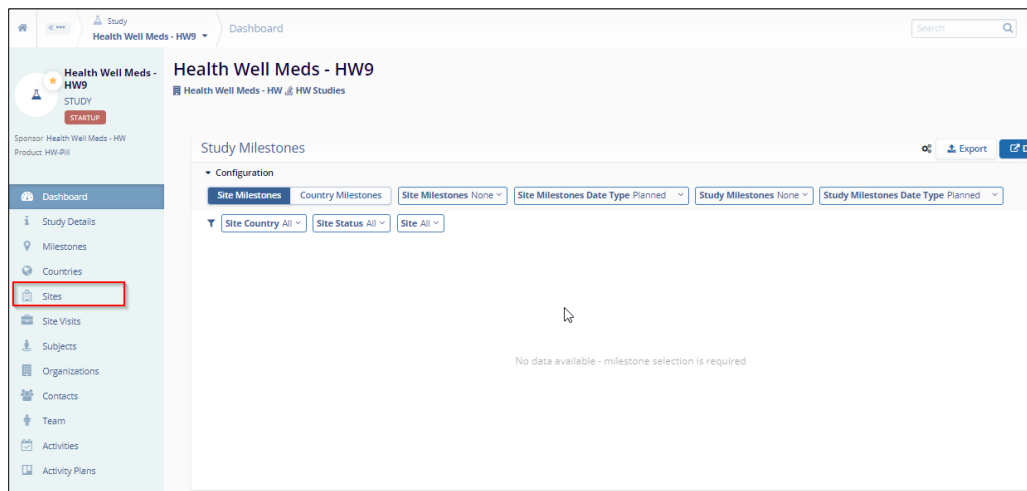 Study
Health Well Meds - HW9
Dashboard
Search
Health Well Meds -
HW9
STUDY
STARTUP
Sponsor Health Well Meds - HW
Product HW-Pill
Dashboard
Study Details
Milestones
Countries
Sites
Site Visits
Subjects
Organizations
Contacts
Team
Activities
Activity Plans
Health Well Meds - HW9
Health Well Meds - HW HW Studies
Study Milestones
Export
D
Configuration
Site Milestones Country Milestones Site Milestones None Site Milestones Date Type Planned Study Milestones None Study Milestones Date Type Planned
Site Country All Site Status All Site All
No data available - milestone selection is required